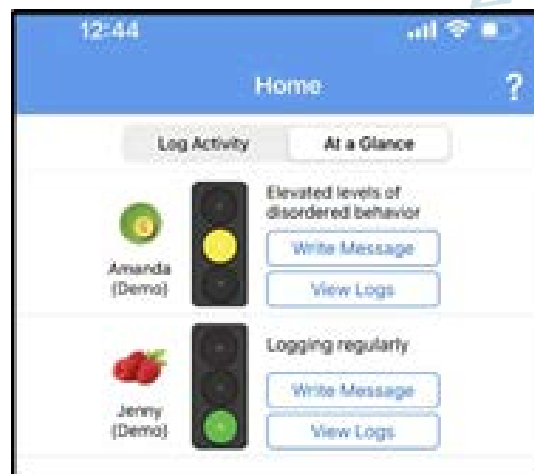 12:44
Home ?
Log Activity At a Glance
Elevated levels of
disordered behavior
Write Message
Amanda
(Demo)
View Logs
Logging regularly
Write Message
Jenny
(Demo)
View Logs